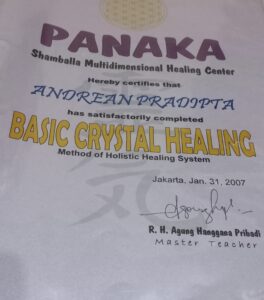 PANAKA
Shamballa Multidimensional Healing Center
Hereby certifies that
ANDREAN PRADIPTA
has satisfactorily completed
BASIC CRYSTAL HEALING
Method of Holistic Healing System
Jakarta, Jan. 31, 2007
R. H. Agung Hanggana Pribadi
Master Teacher